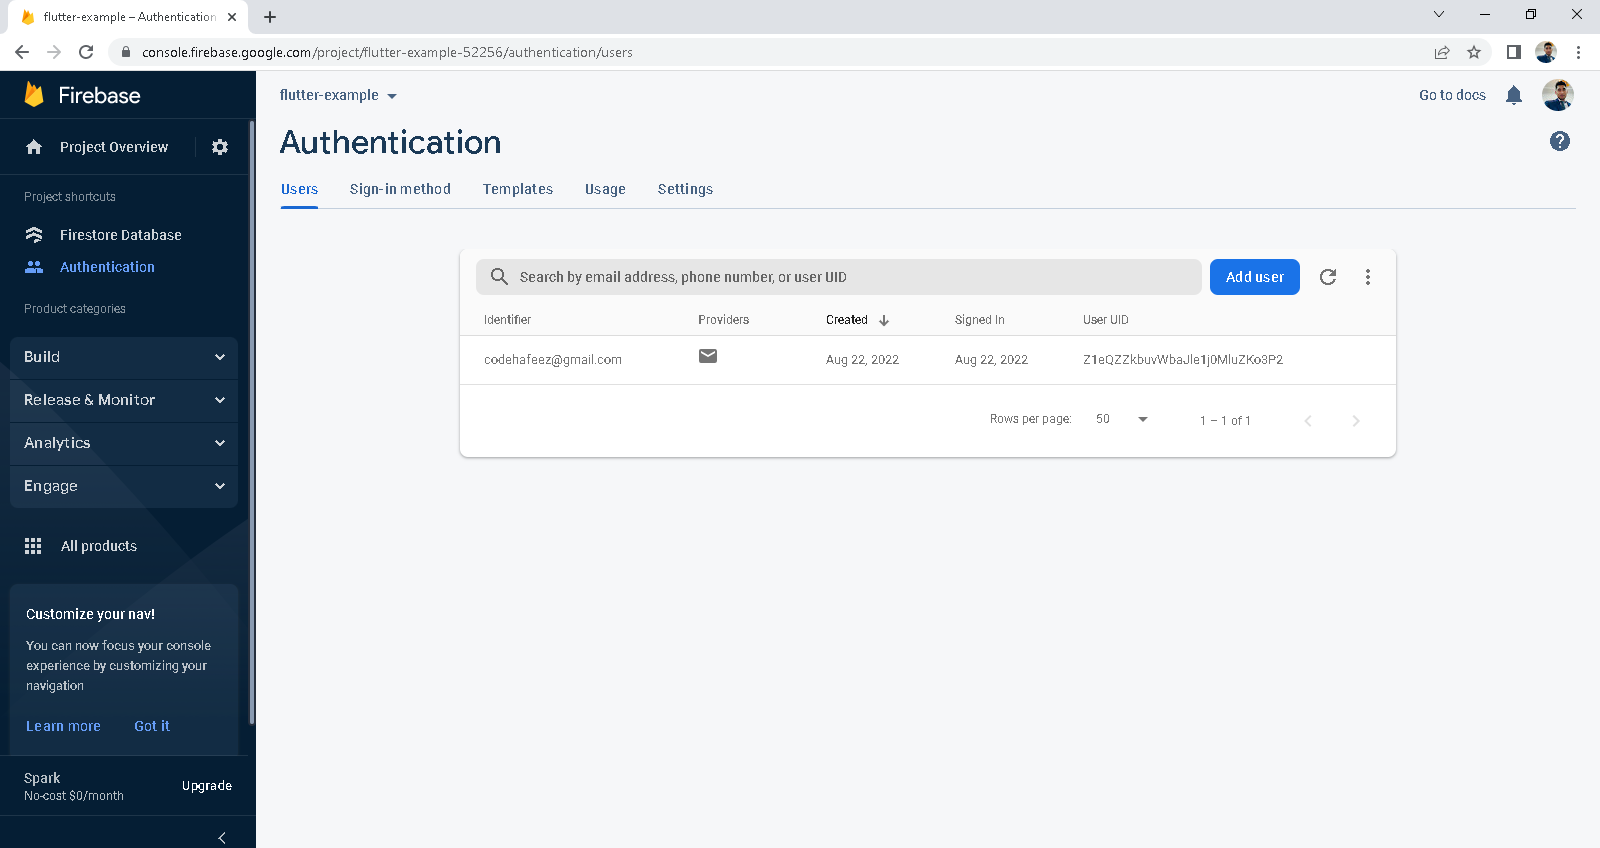 flutter-example – Authentication
console.firebase.google.com/project/flutter-example-52256/authentication/users
Firebase
Project Overview
Project shortcuts
Firestore Database
Authentication
Product categories
Build
Release & Monitor
Analytics
Engage
All products
Customize your nav!
You can now focus your console
experience by customizing your
navigation
Learn more Got it
Spark
No-cost $0/month
Upgrade
flutter-example
Go to docs
Authentication
Users Sign-in method Templates Usage Settings
Search by email address, phone number, or user UID
Add user
Identifier Providers Created Signed In User UID
codehafeez@gmail.com Aug 22, 2022 Aug 22, 2022 Z1eQZZkbuvWbaJle1j0MluZKo3P2
Rows per page: 50 1 – 1 of 1